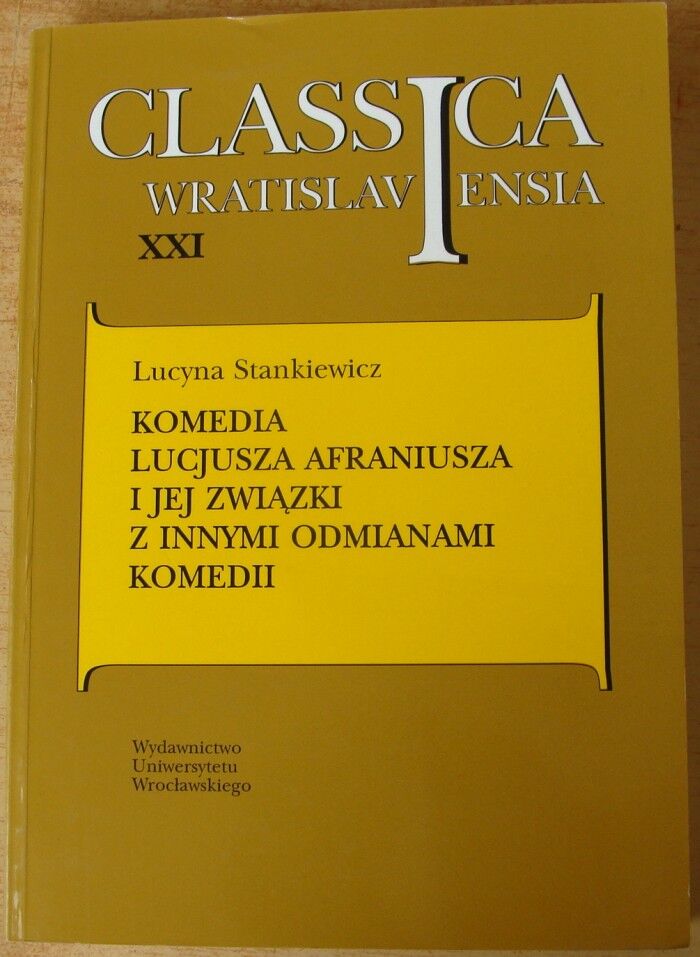 CLASSICA
WRATISLAVIENSIA
XXI
Lucyna Stankiewicz
KOMEDIA
LUCJUSZA AFRANIUSZA
I JEJ ZWIĄZKI
Z INNYMI ODMIANAMI
KOMEDII
Wydawnictwo
Uniwersytetu
Wrocławskiego